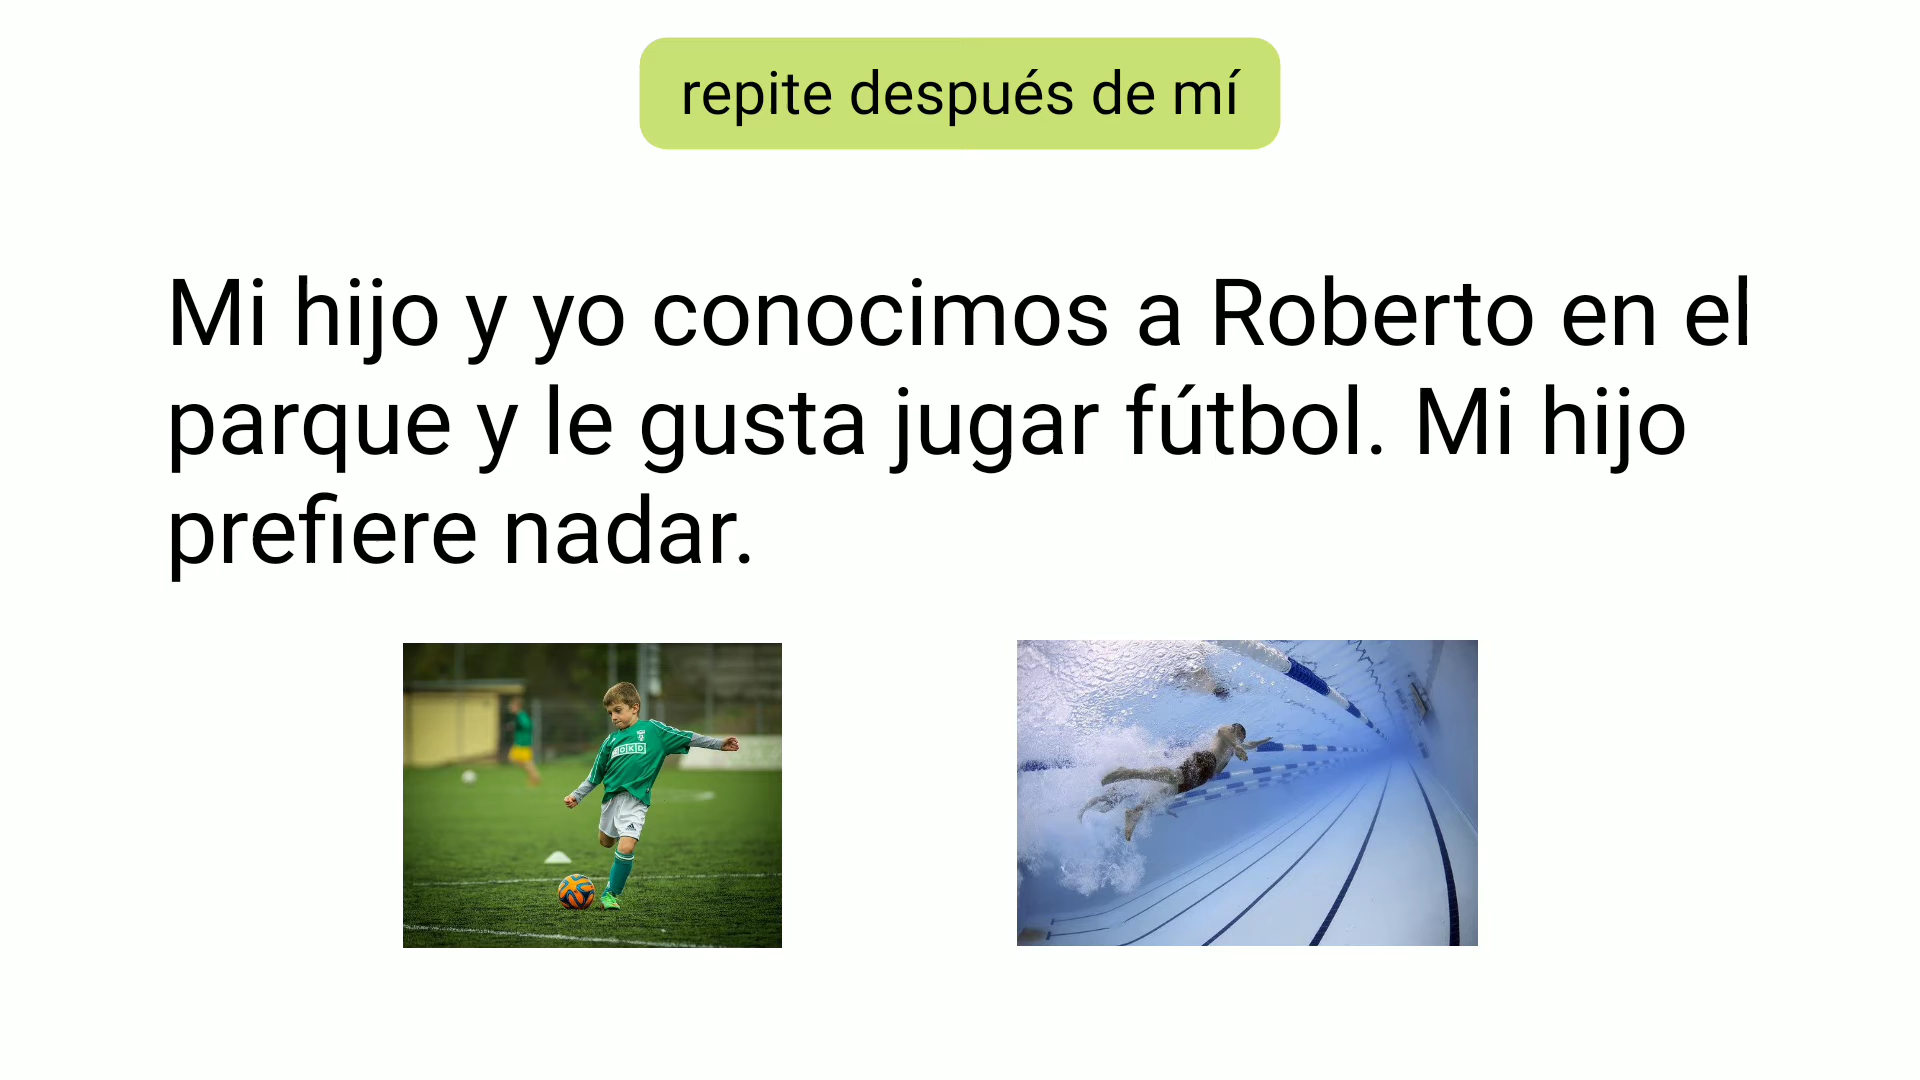 repite después de mí
Mi hijo y yo conocimos a Roberto en el
parque y le gusta jugar fútbol. Mi hijo
prefiere nadar.